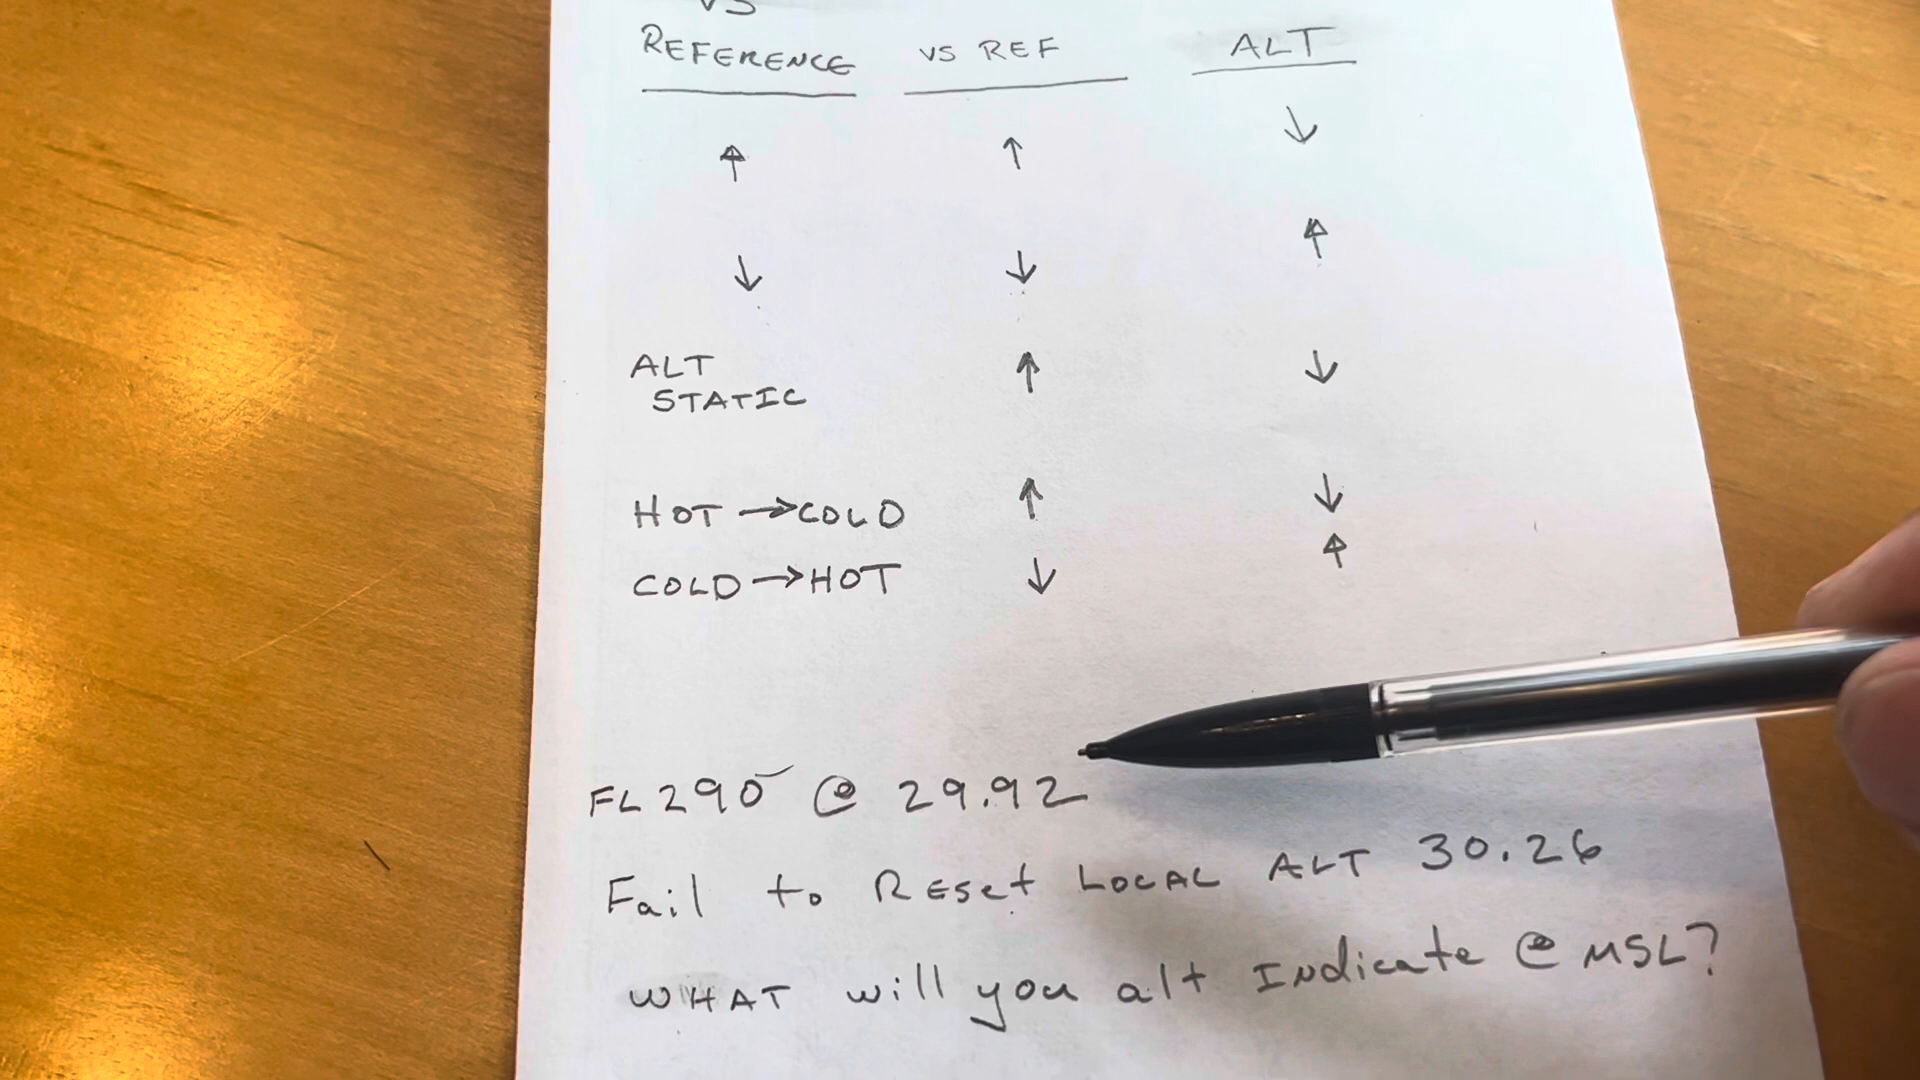 VS
REFERENCE VS REF ALT
↑ ↑ ↓
↓ ↓ ↑
ALT
STATIC ↑ ↓
HOT → COLD ↑ ↓
COLD → HOT ↓ ↑
FL290 @ 29.92
Fail to Reset LOCAL ALT 30.26
WHAT will you alt Indicate @ MSL?